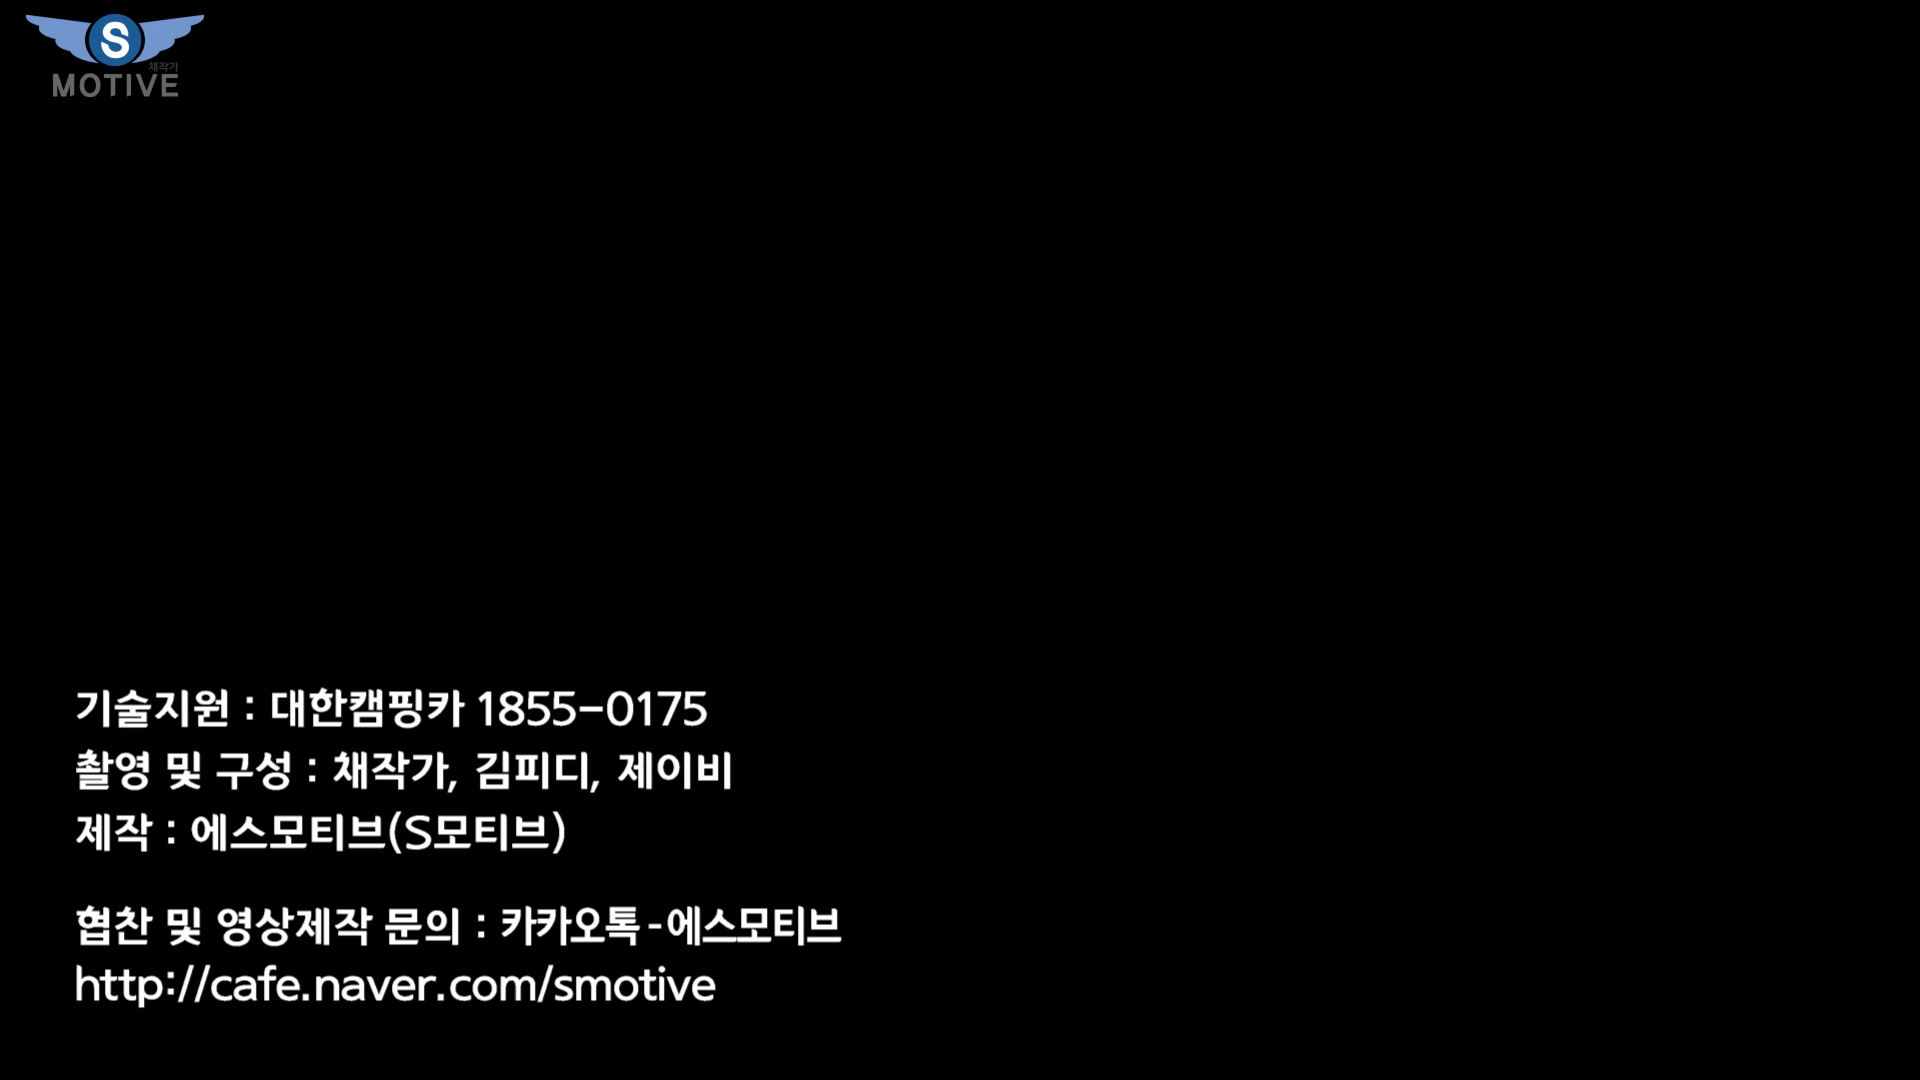 S
채작가
MOTIVE
기술지원 : 대한캠핑카 1855-0175
촬영 및 구성 : 채작가, 김피디, 제이비
제작 : 에스모티브(S모티브)
협찬 및 영상제작 문의 : 카카오톡-에스모티브
http://cafe.naver.com/smotive